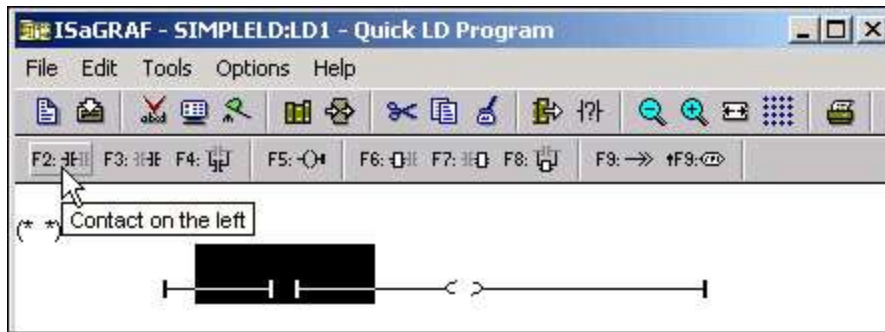 ISaGRAF - SIMPLELD:LD1 - Quick LD Program
File Edit Tools Options Help
F2: F3: F4: F5: F6: F7: F8: F9: ↑F9:
Contact on the left
(* *)